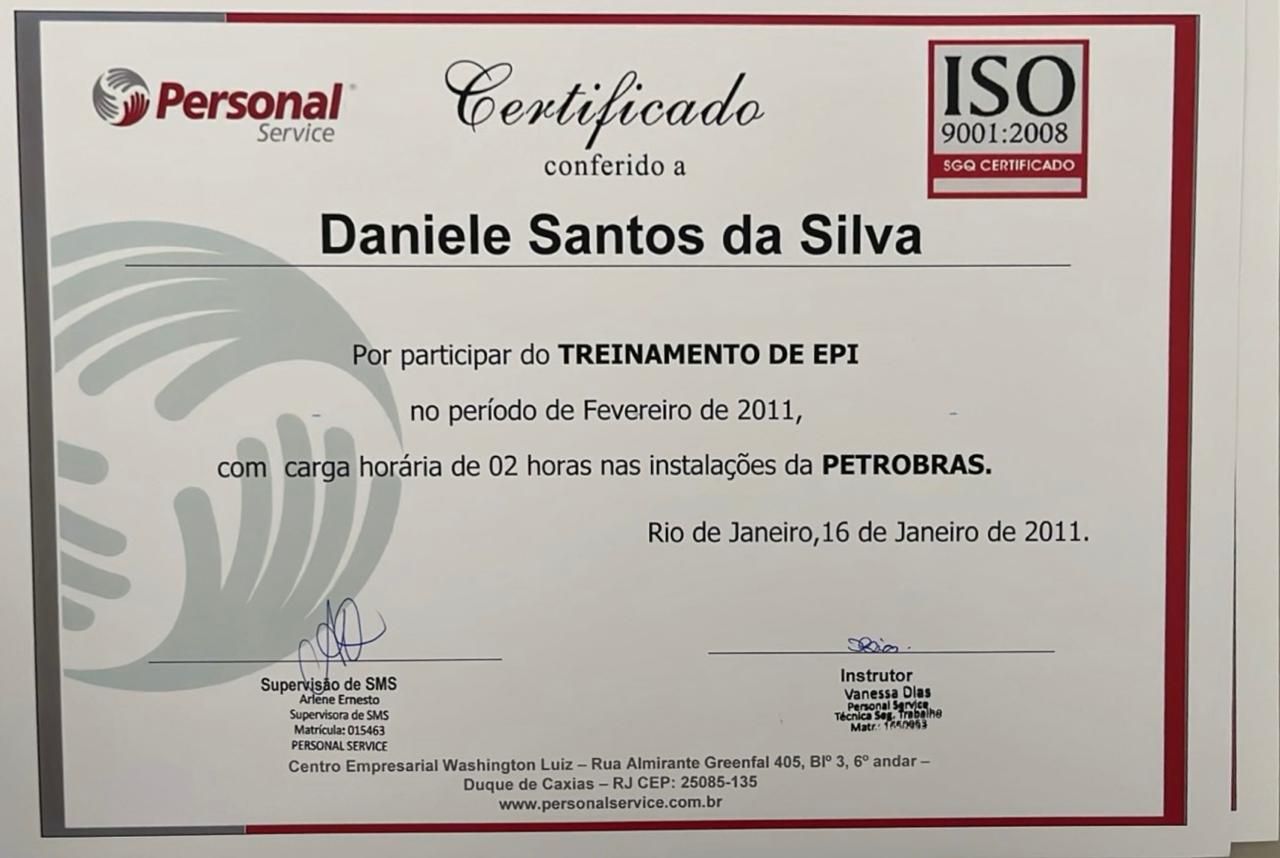 Personal
Service
Certificado
conferido a
ISO
9001:2008
SGQ CERTIFICADO
Daniele Santos da Silva
Por participar do TREINAMENTO DE EPI
no período de Fevereiro de 2011,
com carga horária de 02 horas nas instalações da PETROBRAS.
Rio de Janeiro,16 de Janeiro de 2011.
Supervisão de SMS
Arlene Ernesto
Supervisora de SMS
Matrícula: 015463
PERSONAL SERVICE
Instrutor
Vanessa Dias
Personal Service
Técnica Seg. Trabalho
Matr.:
Centro Empresarial Washington Luiz – Rua Almirante Greenfal 405, Blº 3, 6º andar –
Duque de Caxias – RJ CEP: 25085-135
www.personalservice.com.br